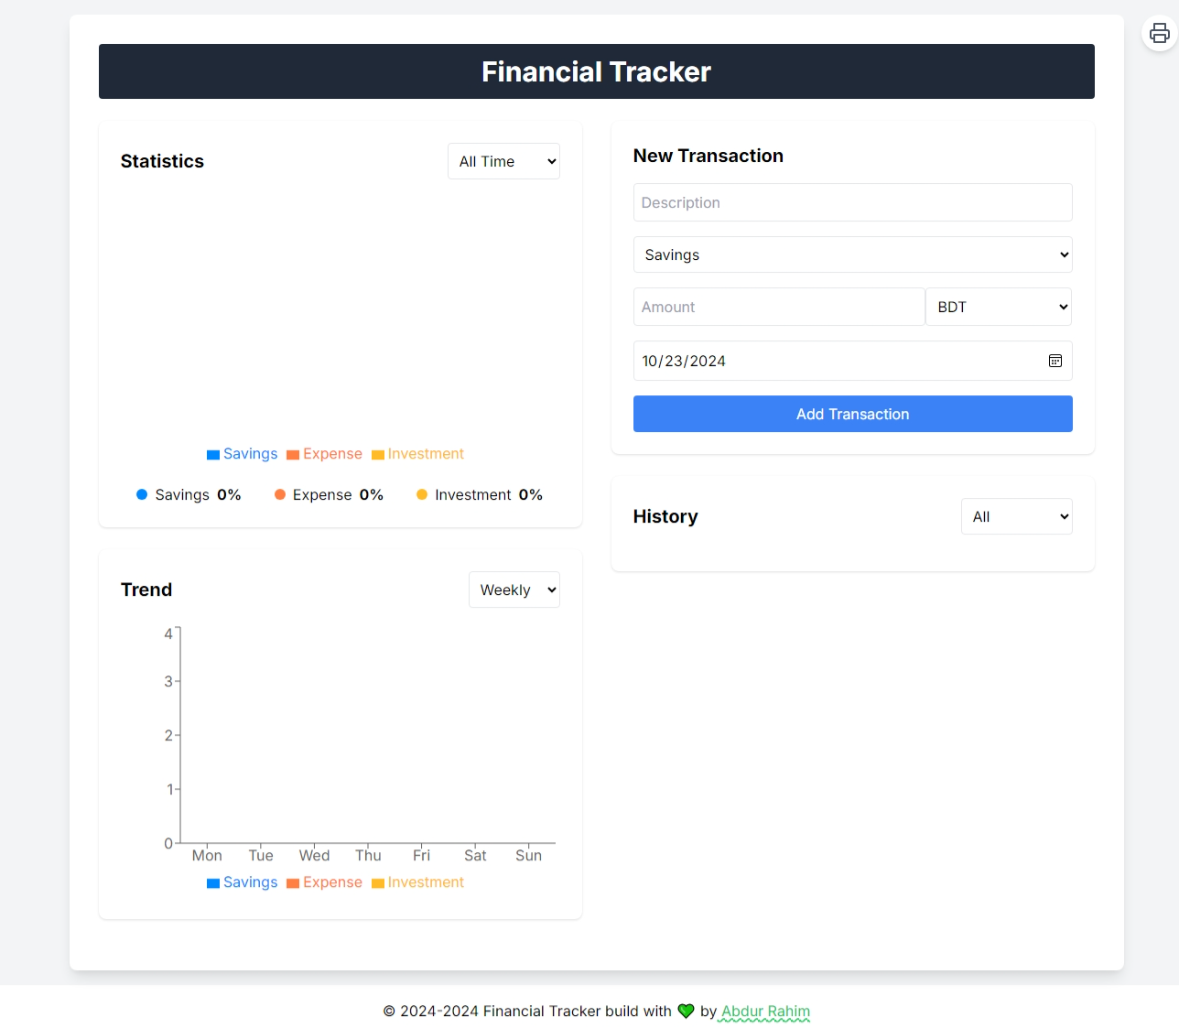 Financial Tracker
Statistics
All Time
Savings Expense Investment
Savings 0% Expense 0% Investment 0%
Trend
Weekly
4
3
2
1
0
Mon Tue Wed Thu Fri Sat Sun
Savings Expense Investment
New Transaction
Description
Savings
Amount
BDT
10/23/2024
Add Transaction
History
All
© 2024-2024 Financial Tracker build with 💚 by Abdur Rahim